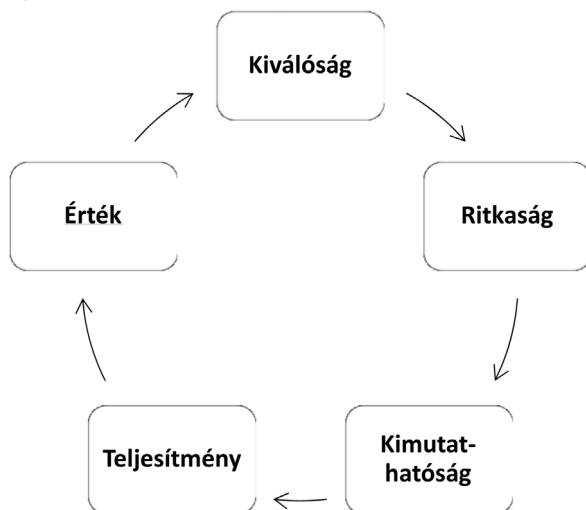 Kiválóság
Ritkaság
Kimutat-
hatóság
Teljesítmény
Érték